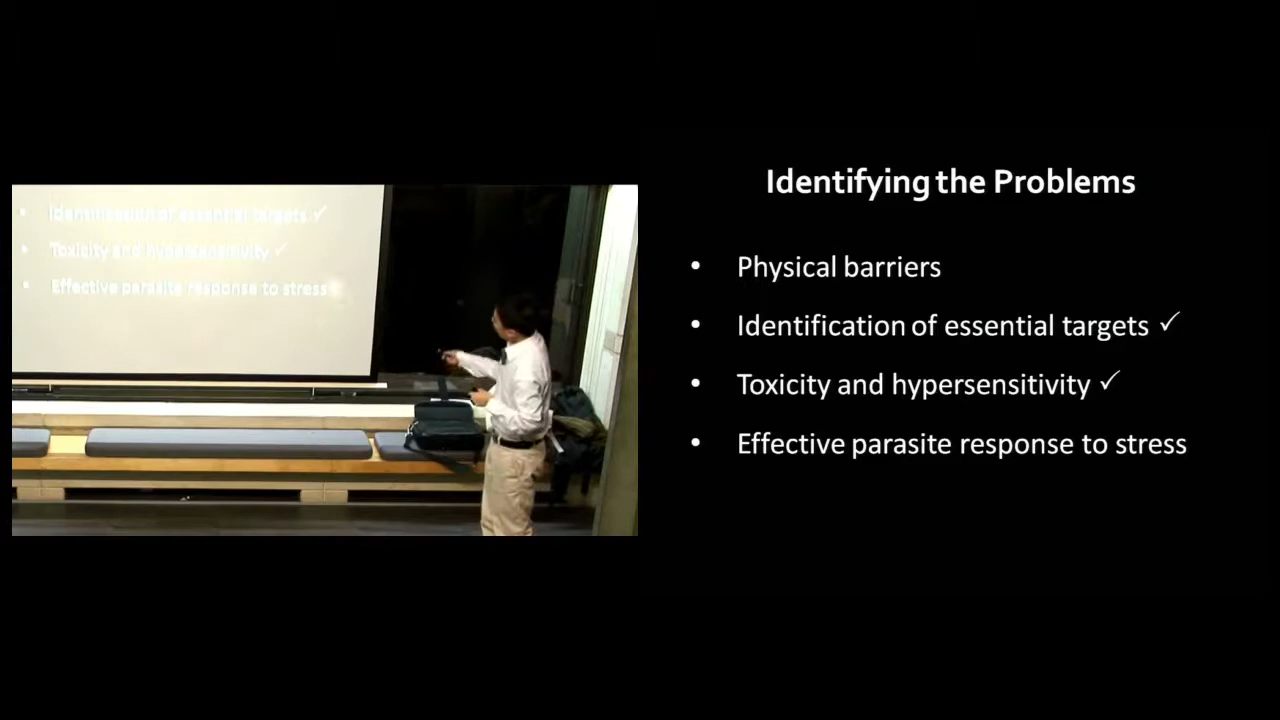 Identification of essential targets ✓
Toxicity and hypersensitivity ✓
Effective parasite response to stress
Identifying the Problems
• Physical barriers
• Identification of essential targets ✓
• Toxicity and hypersensitivity ✓
• Effective parasite response to stress